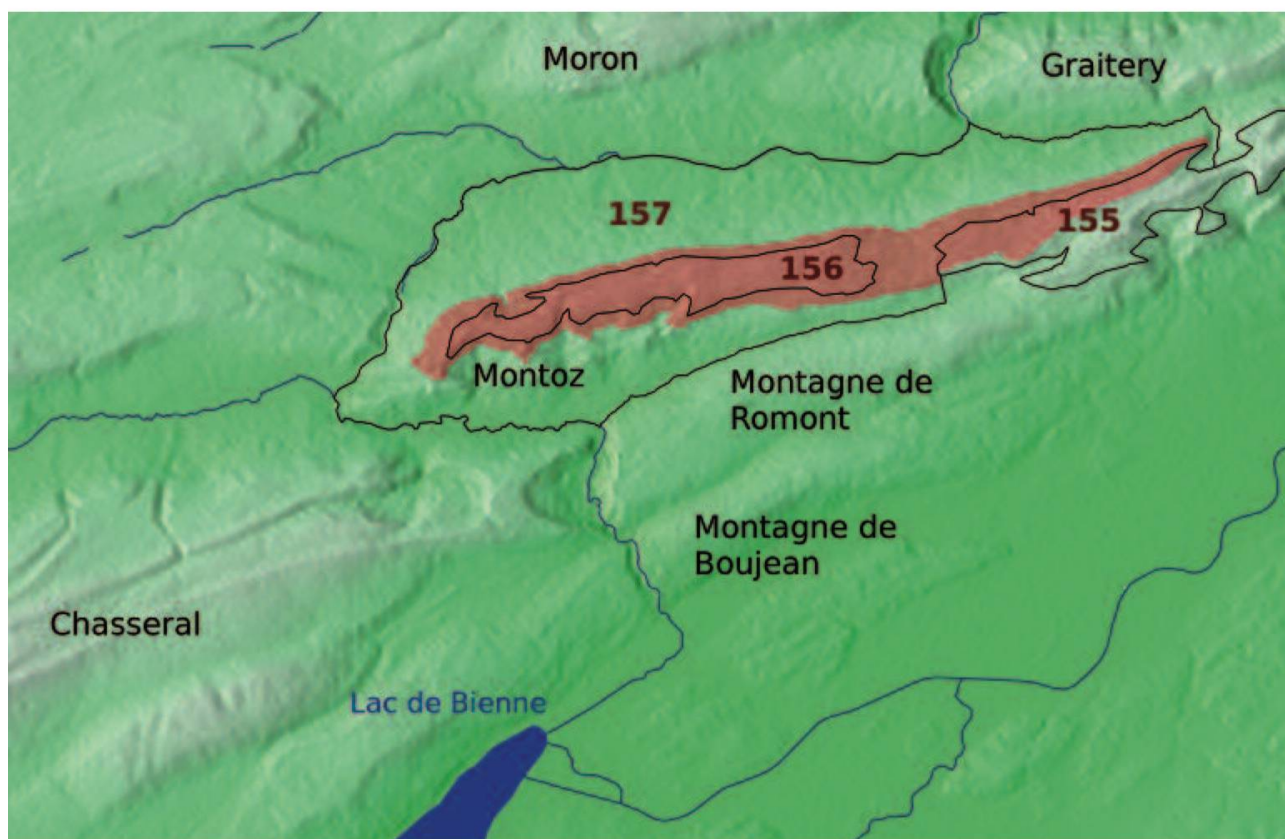 Moron
Graitery
157
155
156
Montoz
Montagne de
Romont
Montagne de
Boujean
Chasseral
Lac de Bienne